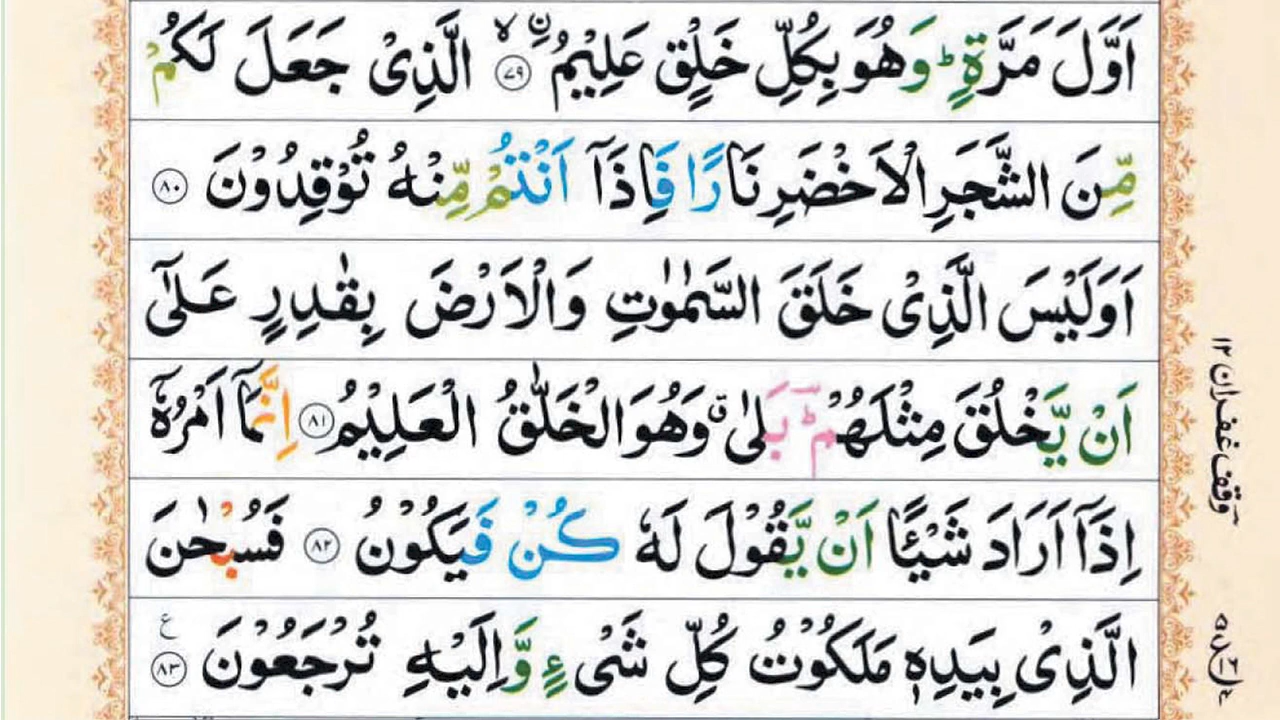 اَوَّلَ مَرَّةٍؕ وَهُوَ بِكُلِّ خَلْقٍ عَلِيْمُۙ ﴿۷۹﴾ ۨ الَّذِىْ جَعَلَ لَكُمْ
مِّنَ الشَّجَرِ الْاَخْضَرِ نَارًا فَاِذَاۤ اَنْتُمْ مِّنْهُ تُوْقِدُوْنَ ﴿۸۰﴾
اَوَلَيْسَ الَّذِىْ خَلَقَ السَّمٰوٰتِ وَالْاَرْضَ بِقٰدِرٍ عَلٰٓى
اَنْ يَّخْلُقَ مِثْلَهُمْؕ بَلٰى ۗ وَهُوَ الْخَلّٰقُ الْعَلِيْمُ ﴿۸۱﴾ اِنَّمَاۤ اَمْرُهٗۤ
اِذَاۤ اَرَادَ شَيْـًٔـا اَنْ يَّقُوْلَ لَهٗ كُنْ فَيَكُوْنُ ﴿۸۲﴾ فَسُبْحٰنَ
الَّذِىْ بِيَدِهٖ مَلَكُوْتُ كُلِّ شَىْءٍ وَّاِلَيْهِ تُرْجَعُوْنَ ﴿۸۳﴾ ع
وقف غفران ۱۲